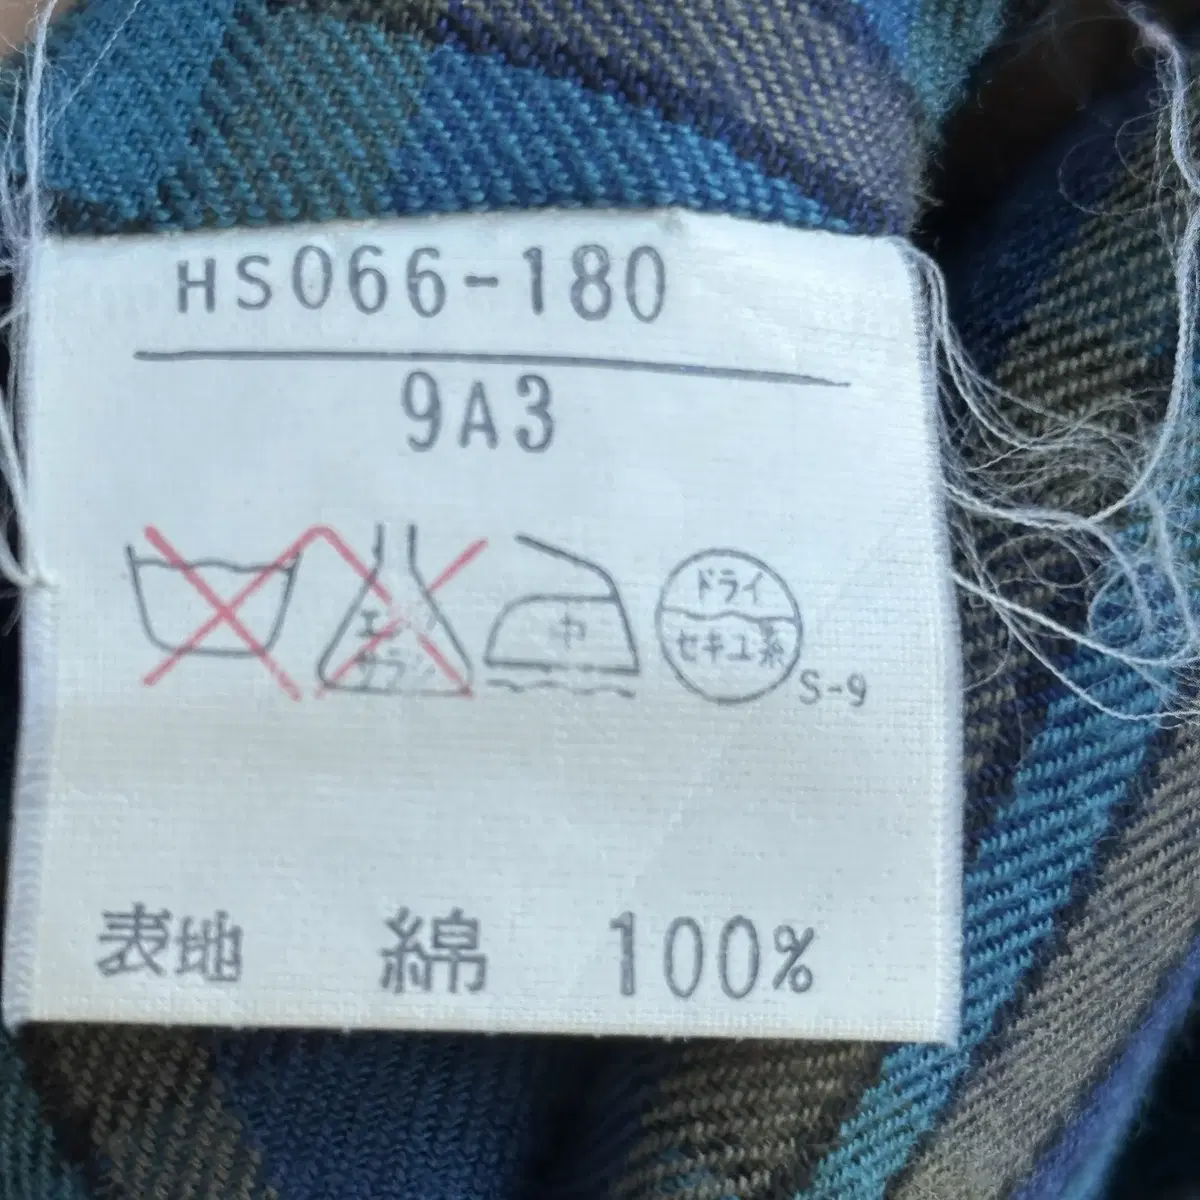 HS066-180
9A3
エンソ
サラシ
中
ドライ
セキユ系
S-9
表地 綿 100%